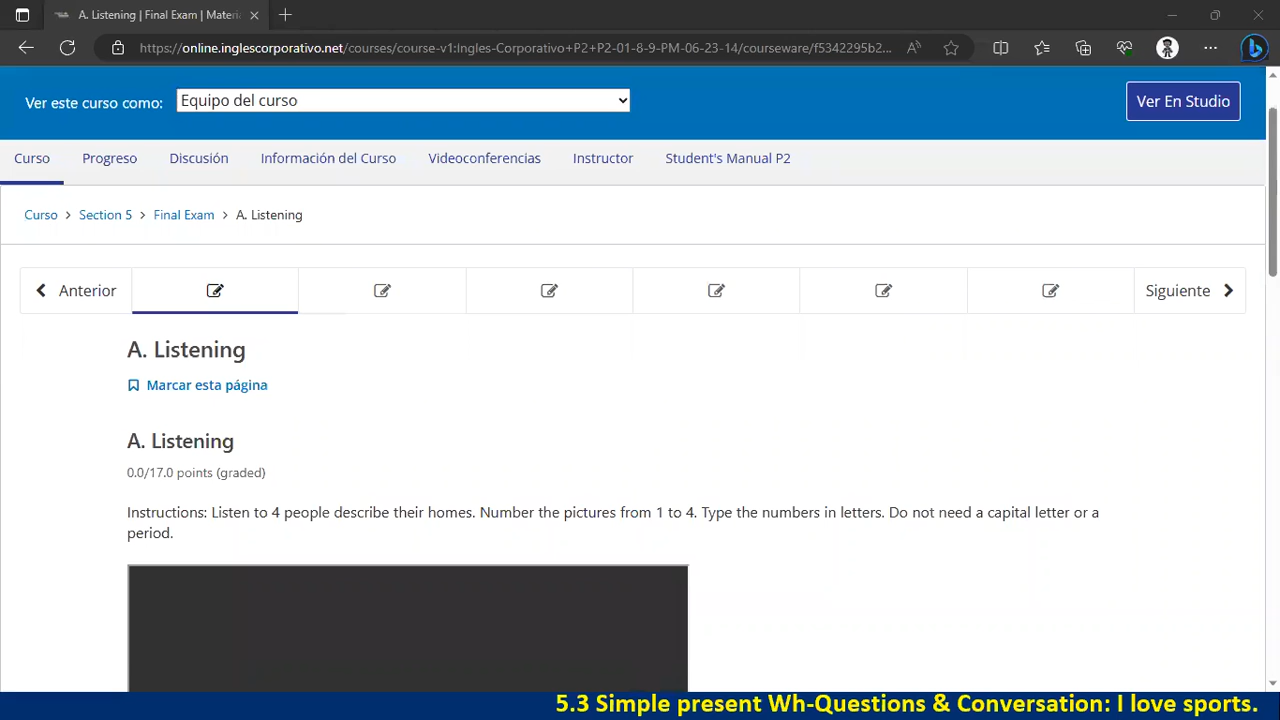 A. Listening | Final Exam | Materi
https://online.inglescorporativo.net/courses/course-v1:Ingles-Corporativo+P2+P2-01-8-9-PM-06-23-14/courseware/f5342295b2...
Ver este curso como:
Equipo del curso
Ver En Studio
Curso
Progreso
Discusión
Información del Curso
Videoconferencias
Instructor
Student's Manual P2
Curso > Section 5 > Final Exam > A. Listening
Anterior
Siguiente
A. Listening
Marcar esta página
A. Listening
0.0/17.0 points (graded)
Instructions: Listen to 4 people describe their homes. Number the pictures from 1 to 4. Type the numbers in letters. Do not need a capital letter or a
period.
5.3 Simple present Wh-Questions & Conversation: I love sports.